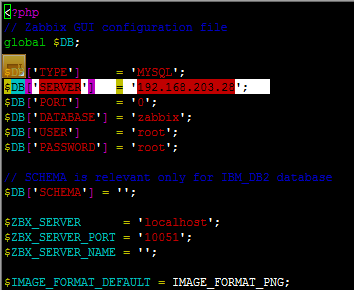 <?php
// Zabbix GUI configuration file
global $DB;
$DB['TYPE']     = 'MYSQL';
$DB['SERVER']   = '192.168.203.28';
$DB['PORT']     = '0';
$DB['DATABASE'] = 'zabbix';
$DB['USER']     = 'root';
$DB['PASSWORD'] = 'root';
// SCHEMA is relevant only for IBM_DB2 database
$DB['SCHEMA'] = '';
$ZBX_SERVER      = 'localhost';
$ZBX_SERVER_PORT = '10051';
$ZBX_SERVER_NAME = '';
$IMAGE_FORMAT_DEFAULT = IMAGE_FORMAT_PNG;